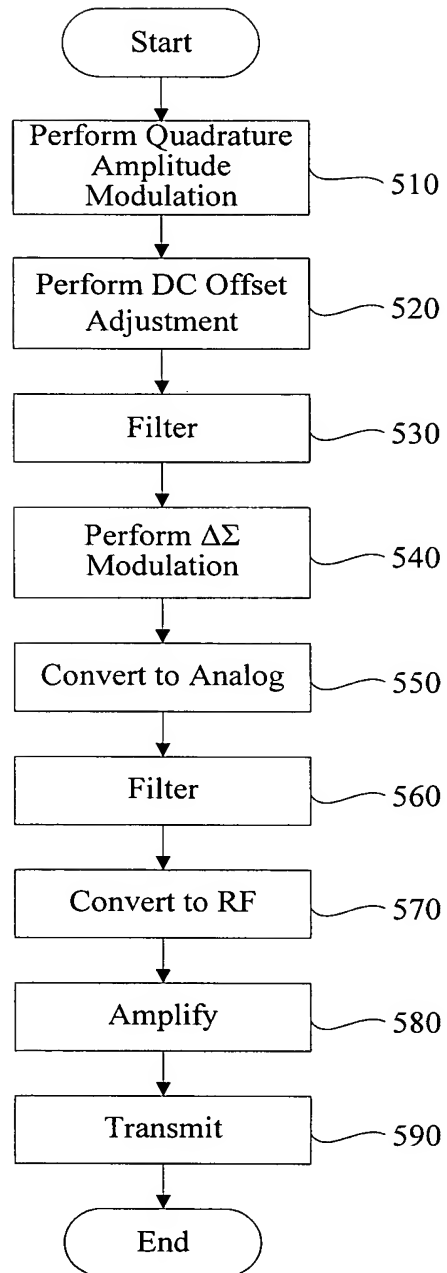 Start
Perform Quadrature
Amplitude
Modulation
510
Perform DC Offset
Adjustment
520
Filter
530
Perform ΔΣ
Modulation
540
Convert to Analog
550
Filter
560
Convert to RF
570
Amplify
580
Transmit
590
End